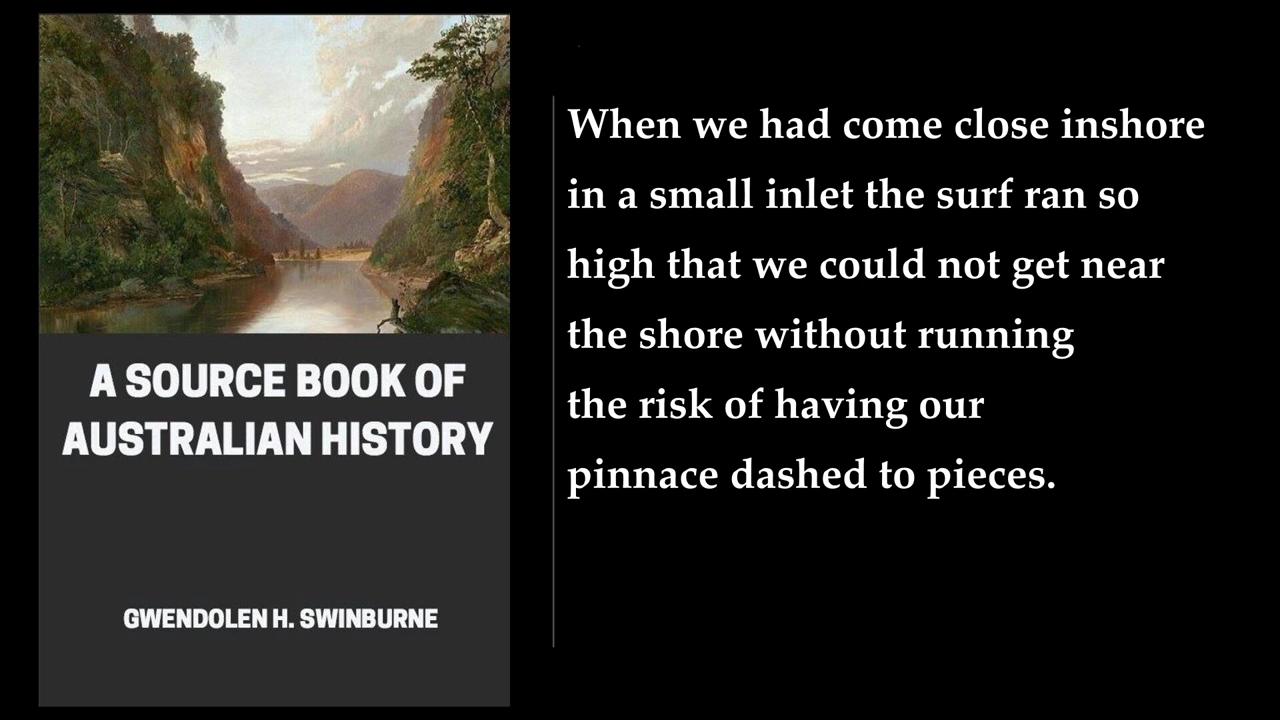 A SOURCE BOOK OF
AUSTRALIAN HISTORY
GWENDOLEN H. SWINBURNE
When we had come close inshore
in a small inlet the surf ran so
high that we could not get near
the shore without running
the risk of having our
pinnace dashed to pieces.